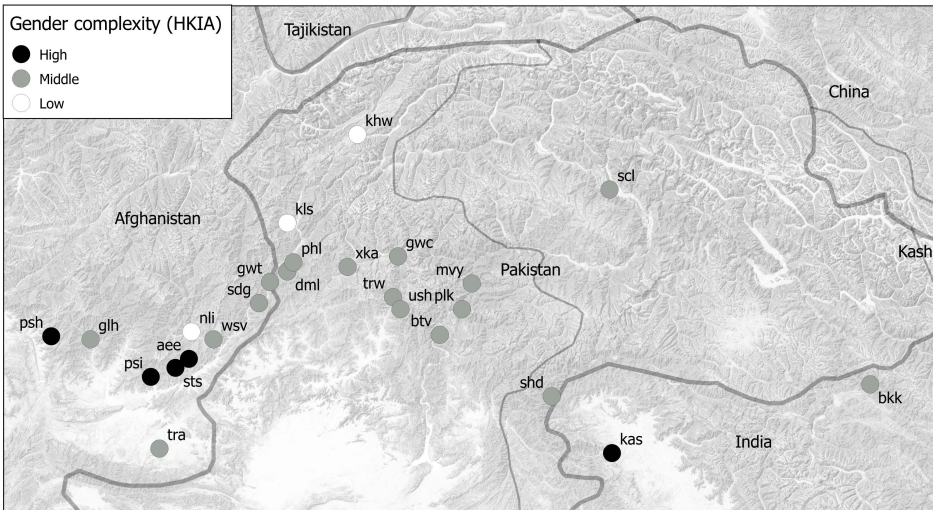 Gender complexity (HKIA)
High
Middle
Low
Tajikistan
China
khw
scl
kls
Afghanistan
phl
gwc
xka
Kash
gwt
dml
mvy
Pakistan
sdg
trw
ush
plk
psh
glh
nli
wsv
btv
aee
psi
sts
shd
bkk
tra
kas
India